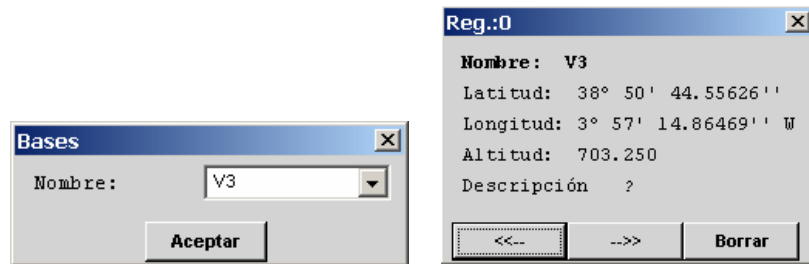 Bases
Nombre: V3
Aceptar
Reg.:0
Nombre: V3
Latitud: 38° 50' 44.55626''
Longitud: 3° 57' 14.86469'' W
Altitud: 703.250
Descripción ?
<<-- -->> Borrar